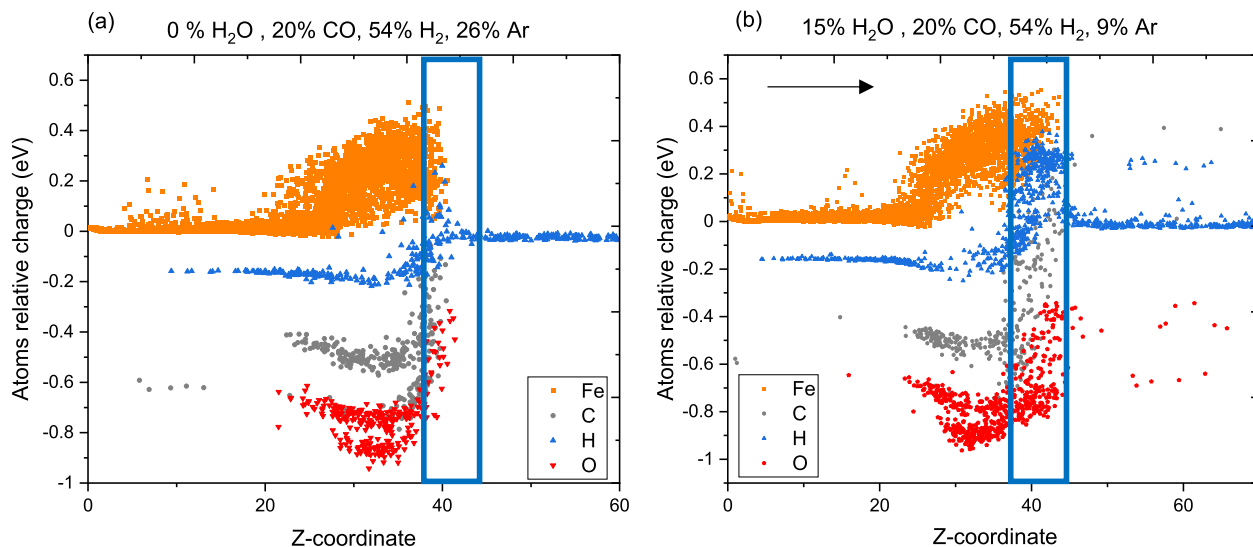 (a)
0 % H₂O , 20% CO, 54% H₂, 26% Ar
0.6
0.4
0.2
0
-0.2
-0.4
-0.6
-0.8
-1
Atoms relative charge (eV)
0
20
40
60
Z-coordinate
Fe
C
H
O
(b)
15% H₂O , 20% CO, 54% H₂, 9% Ar
0.6
0.4
0.2
0
-0.2
-0.4
-0.6
-0.8
-1
Atoms relative charge (eV)
0
20
40
60
Z-coordinate
Fe
C
H
O